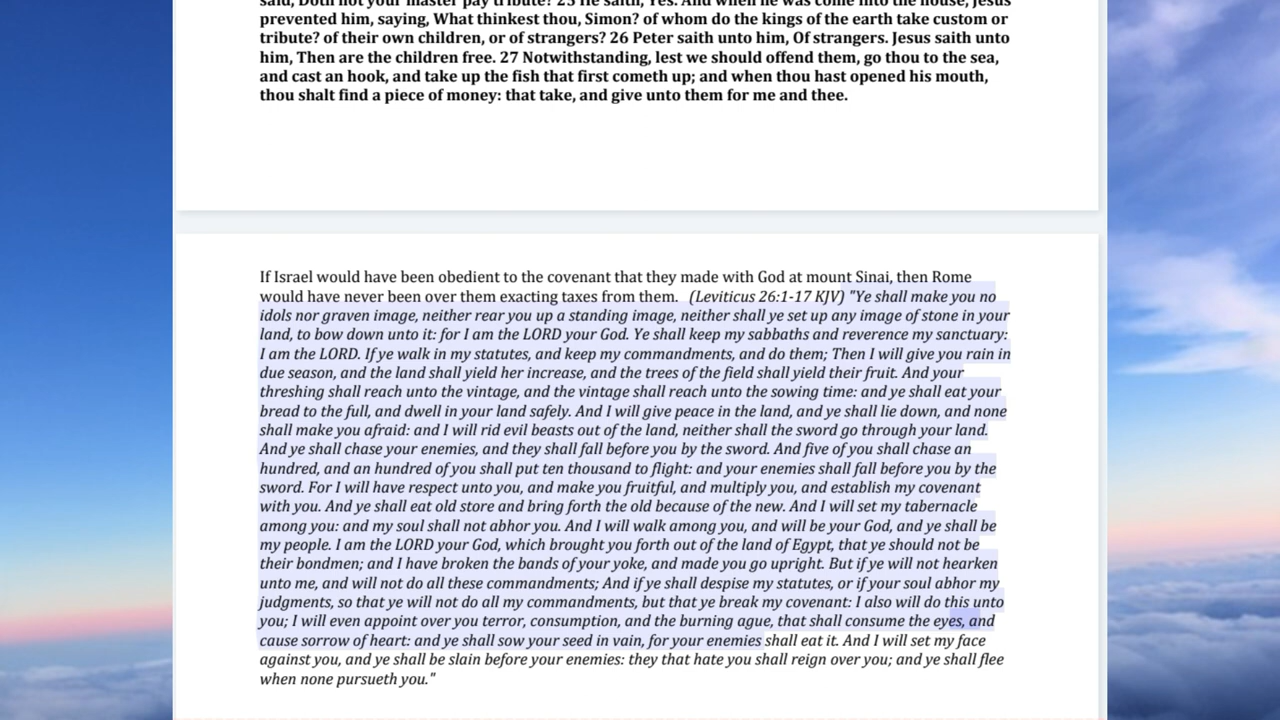 said, Doth not your master pay tribute? 25 He saith, Yes. And when he was come into the house, Jesus
prevented him, saying, What thinkest thou, Simon? of whom do the kings of the earth take custom or
tribute? of their own children, or of strangers? 26 Peter saith unto him, Of strangers. Jesus saith unto
him, Then are the children free. 27 Notwithstanding, lest we should offend them, go thou to the sea,
and cast an hook, and take up the fish that first cometh up; and when thou hast opened his mouth,
thou shalt find a piece of money: that take, and give unto them for me and thee.
If Israel would have been obedient to the covenant that they made with God at mount Sinai, then Rome
would have never been over them exacting taxes from them. (Leviticus 26:1-17 KJV) "Ye shall make you no
idols nor graven image, neither rear you up a standing image, neither shall ye set up any image of stone in your
land, to bow down unto it: for I am the LORD your God. Ye shall keep my sabbaths and reverence my sanctuary:
I am the LORD. If ye walk in my statutes, and keep my commandments, and do them; Then I will give you rain in
due season, and the land shall yield her increase, and the trees of the field shall yield their fruit. And your
threshing shall reach unto the vintage, and the vintage shall reach unto the sowing time: and ye shall eat your
bread to the full, and dwell in your land safely. And I will give peace in the land, and ye shall lie down, and none
shall make you afraid: and I will rid evil beasts out of the land, neither shall the sword go through your land.
And ye shall chase your enemies, and they shall fall before you by the sword. And five of you shall chase an
hundred, and an hundred of you shall put ten thousand to flight: and your enemies shall fall before you by the
sword. For I will have respect unto you, and make you fruitful, and multiply you, and establish my covenant
with you. And ye shall eat old store and bring forth the old because of the new. And I will set my tabernacle
among you: and my soul shall not abhor you. And I will walk among you, and will be your God, and ye shall be
my people. I am the LORD your God, which brought you forth out of the land of Egypt, that ye should not be
their bondmen; and I have broken the bands of your yoke, and made you go upright. But if ye will not hearken
unto me, and will not do all these commandments; And if ye shall despise my statutes, or if your soul abhor my
judgments, so that ye will not do all my commandments, but that ye break my covenant: I also will do this unto
you; I will even appoint over you terror, consumption, and the burning ague, that shall consume the eyes, and
cause sorrow of heart: and ye shall sow your seed in vain, for your enemies shall eat it. And I will set my face
against you, and ye shall be slain before your enemies: they that hate you shall reign over you; and ye shall flee
when none pursueth you."